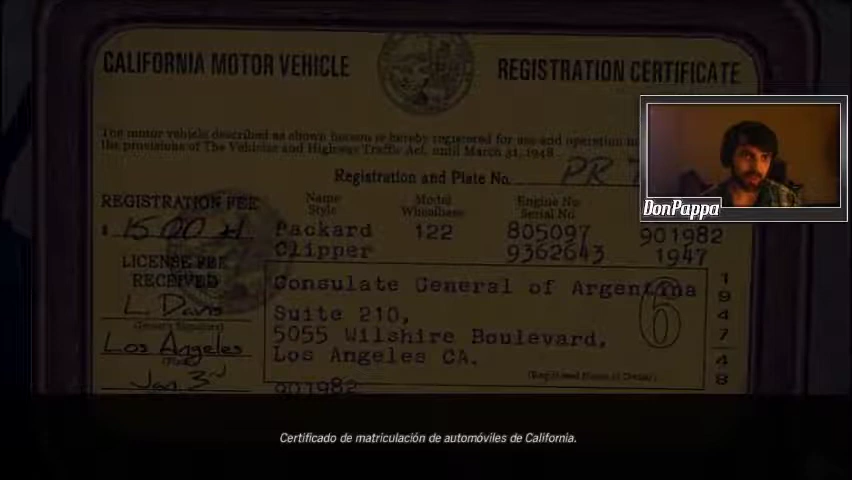 CALIFORNIA MOTOR VEHICLE REGISTRATION CERTIFICATE
The motor vehicle described as shown hereon is hereby registered for use and operation
the provisions of The Vehicles and Highway Traffic Act, until March 31, 1948
Registration and Plate No. PR
REGISTRATION FEE
$ 15.00
LICENSE FEE
RECEIVED
L. Davis
Los Angeles
Jan. 3rd
Name
Style
Model
Wheelbase
Engine No.
Serial No.
Packard 122 805097 901982
Clipper 9362643 1947
Consulate General of Argentina
Suite 210,
5055 Wilshire Boulevard,
Los Angeles CA.
6
1947-48
901982
DonPappa
Certificado de matriculación de automóviles de California.